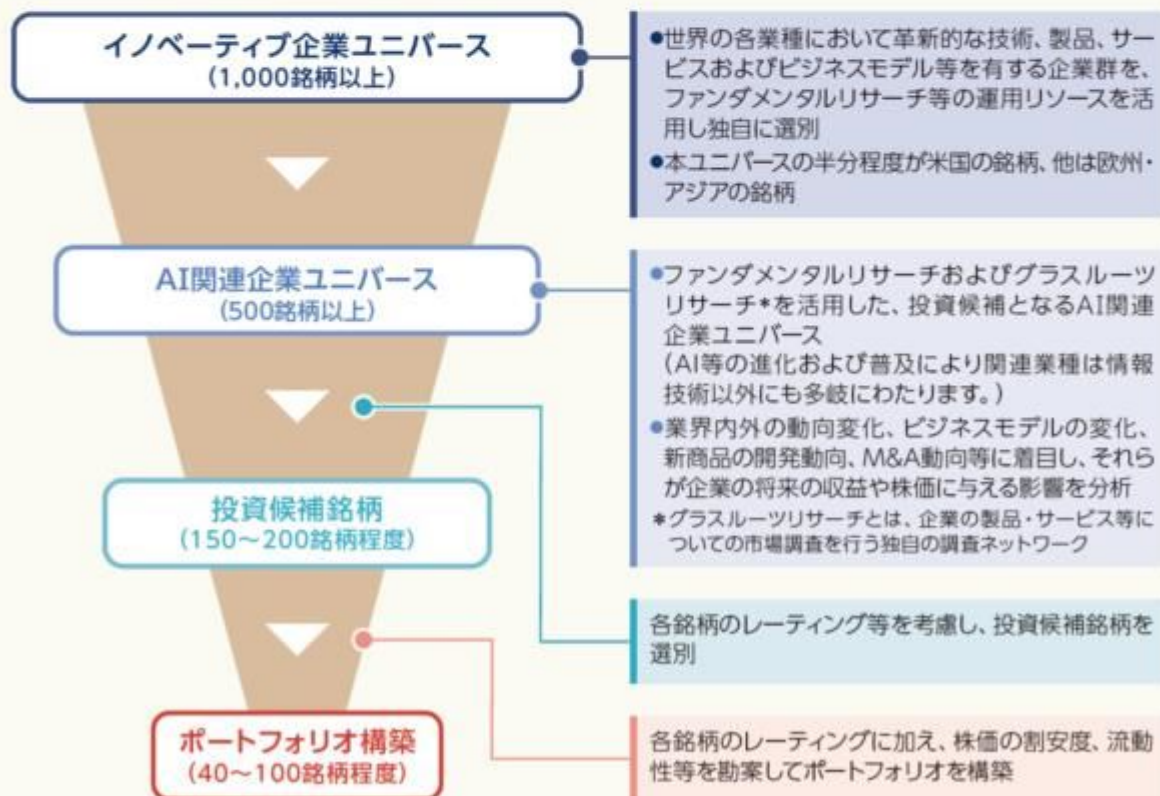 イノベーティブ企業ユニバース
(1,000銘柄以上)
●世界の各業種において革新的な技術、製品、サー
ビスおよびビジネスモデル等を有する企業群を、
ファンダメンタルリサーチ等の運用リソースを活
用し独自に選別
●本ユニバースの半分程度が米国の銘柄、他は欧州・
アジアの銘柄
AI関連企業ユニバース
(500銘柄以上)
●ファンダメンタルリサーチおよびグラスルーツ
リサーチ*を活用した、投資候補となるAI関連
企業ユニバース
(AI等の進化および普及により関連業種は情報
技術以外にも多岐にわたります。)
●業界内外の動向変化、ビジネスモデルの変化、
新商品の開発動向、M&A動向等に着目し、それら
が企業の将来の収益や株価に与える影響を分析
*グラスルーツリサーチとは、企業の製品・サービス等に
ついての市場調査を行う独自の調査ネットワーク
投資候補銘柄
(150～200銘柄程度)
各銘柄のレーティング等を考慮し、投資候補銘柄を
選別
ポートフォリオ構築
(40～100銘柄程度)
各銘柄のレーティングに加え、株価の割安度、流動
性等を勘案してポートフォリオを構築